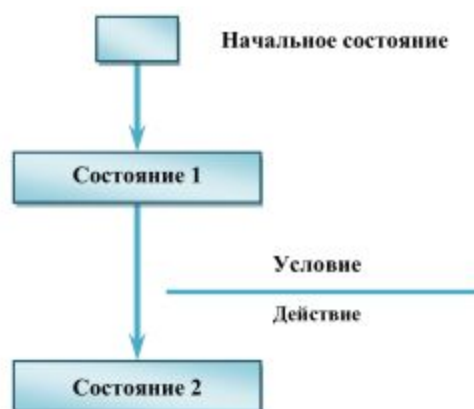 Начальное состояние
Состояние 1
Условие
Действие
Состояние 2